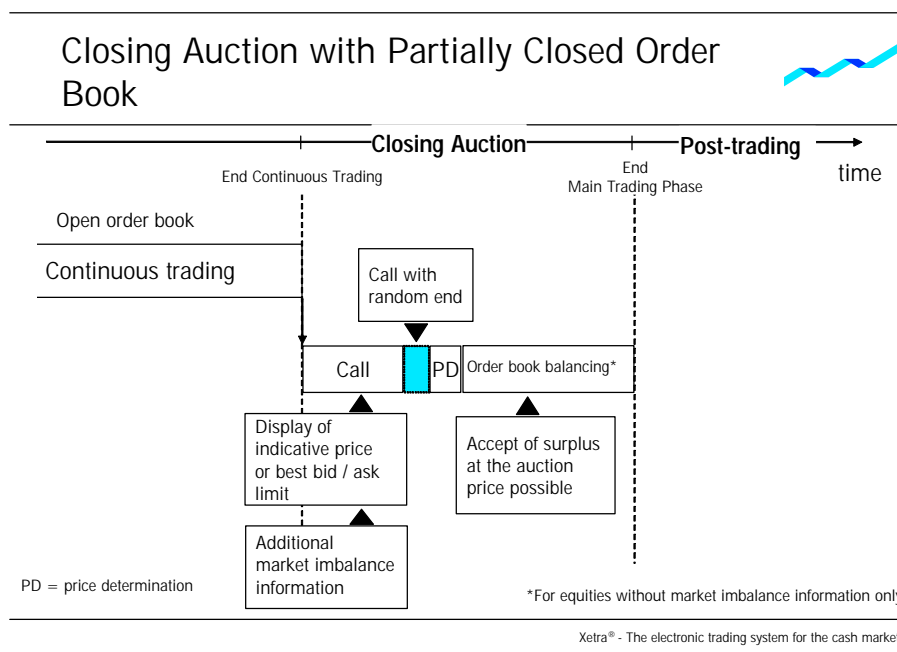 Closing Auction with Partially Closed Order
Book
Closing Auction
Post-trading
time
End Continuous Trading
End
Main Trading Phase
Open order book
Continuous trading
Call with
random end
Call
PD
Order book balancing*
Display of
indicative price
or best bid / ask
limit
Accept of surplus
at the auction
price possible
Additional
market imbalance
information
PD = price determination
*For equities without market imbalance information only
Xetra® - The electronic trading system for the cash market